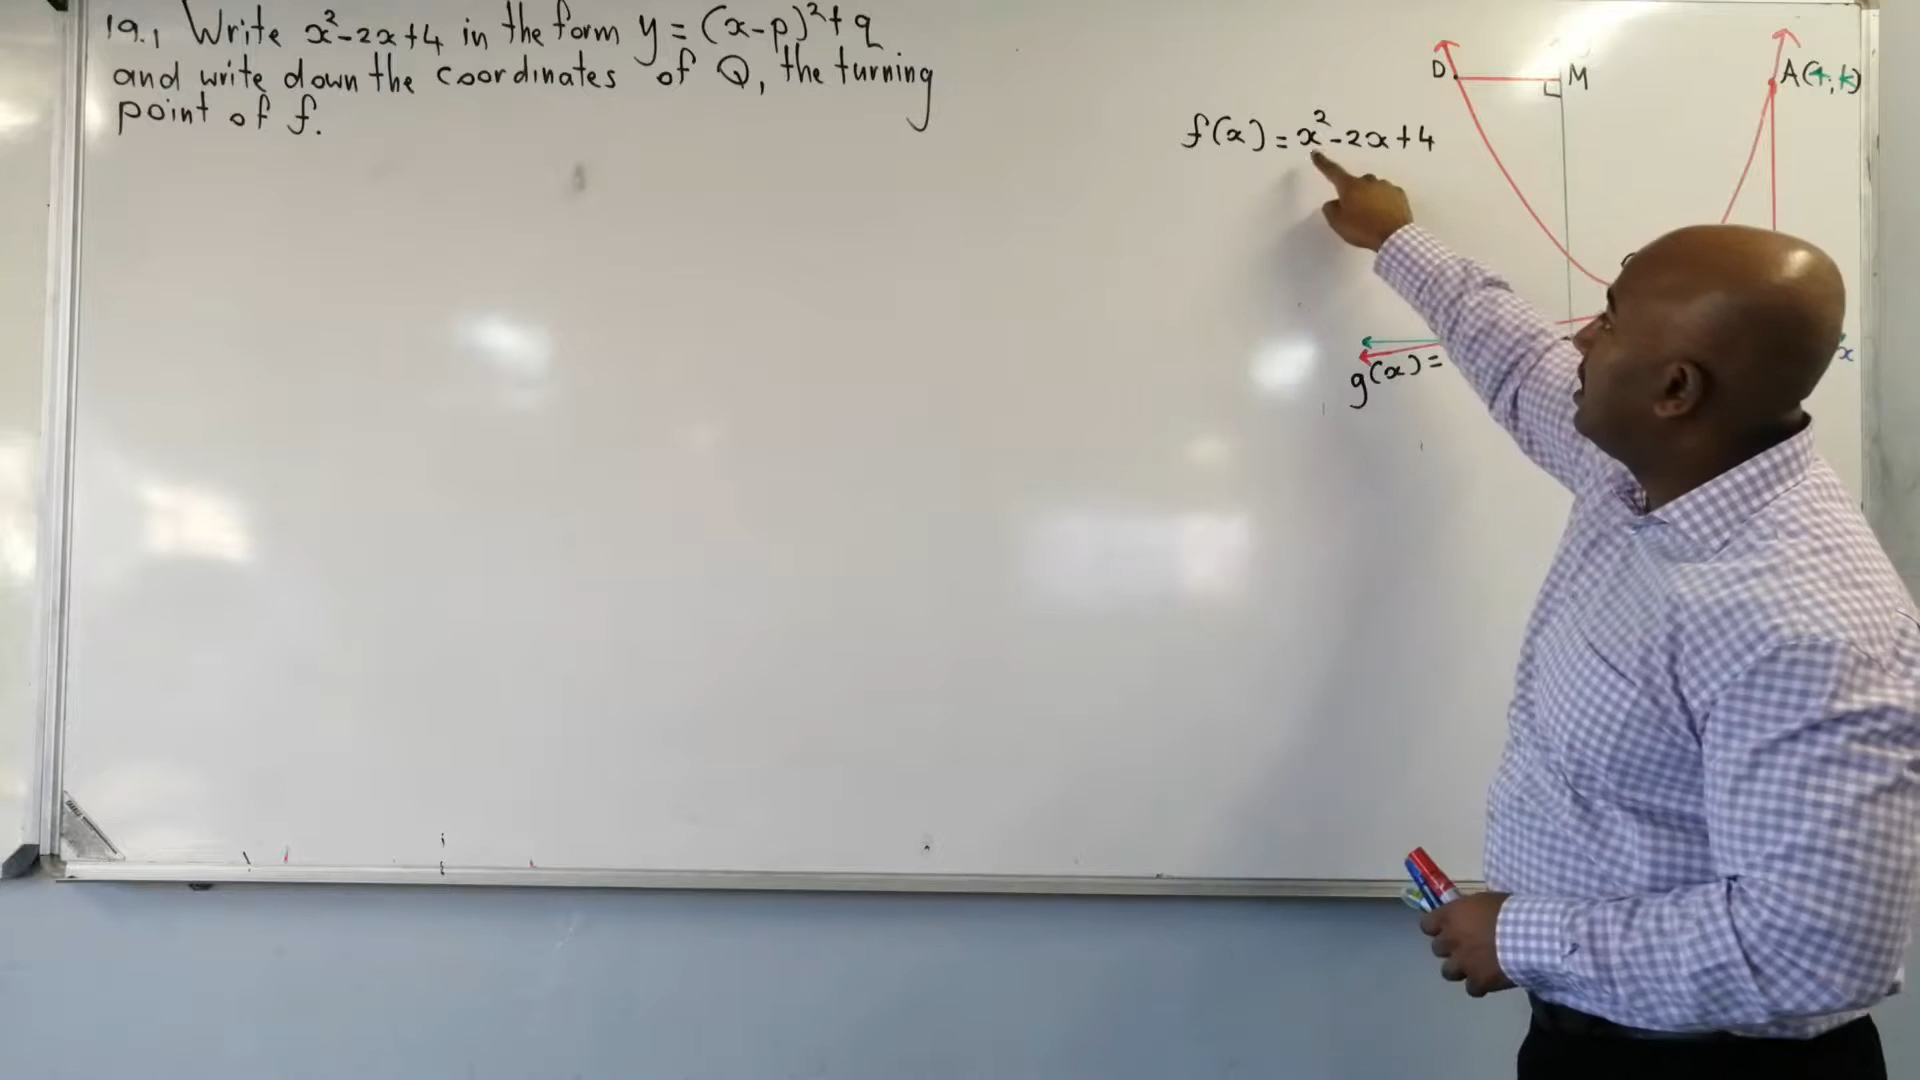 19.1 Write x²-2x+4 in the form y = (x-p)²+q
and write down the coordinates of Q, the turning
point of f.
D
M
A(4; k)
f(x) = x²-2x+4
g(x) =
x